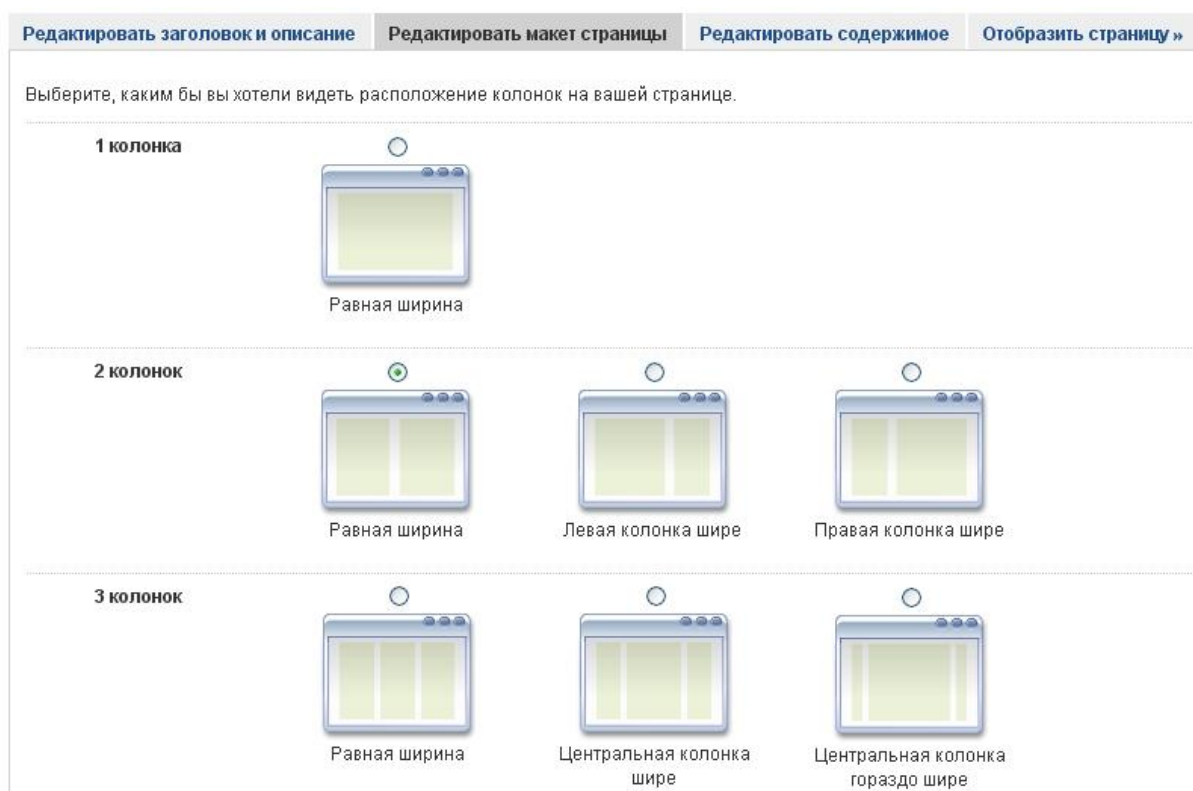 Редактировать заголовок и описание Редактировать макет страницы Редактировать содержимое Отобразить страницу »
Выберите, каким бы вы хотели видеть расположение колонок на вашей странице.
1 колонка
Равная ширина
2 колонок
Равная ширина Левая колонка шире Правая колонка шире
3 колонок
Равная ширина Центральная колонка шире Центральная колонка гораздо шире